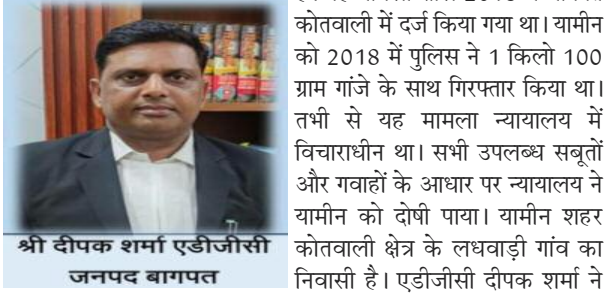 कोतवाली में दर्ज किया गया था। यामीन
को 2018 में पुलिस ने 1 किलो 100
ग्राम गांजे के साथ गिरफ्तार किया था।
तभी से यह मामला न्यायालय में
विचाराधीन था। सभी उपलब्ध सबूतों
और गवाहों के आधार पर न्यायालय ने
यामीन को दोषी पाया। यामीन शहर
कोतवाली क्षेत्र के लधवाड़ी गांव का
निवासी है। एडीजीसी दीपक शर्मा ने
श्री दीपक शर्मा एडीजीसी
जनपद बागपत